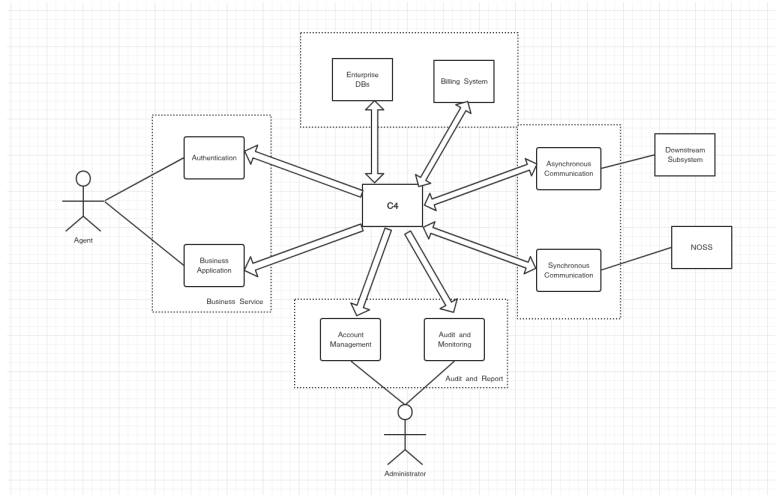 Enterprise
DBs
Billing System
Authentication
Asynchronous
Communication
Downstream
Subsystem
C4
Agent
Business
Application
Business Service
Synchronous
Communication
NOSS
Account
Management
Audit and
Monitoring
Audit and Report
Administrator